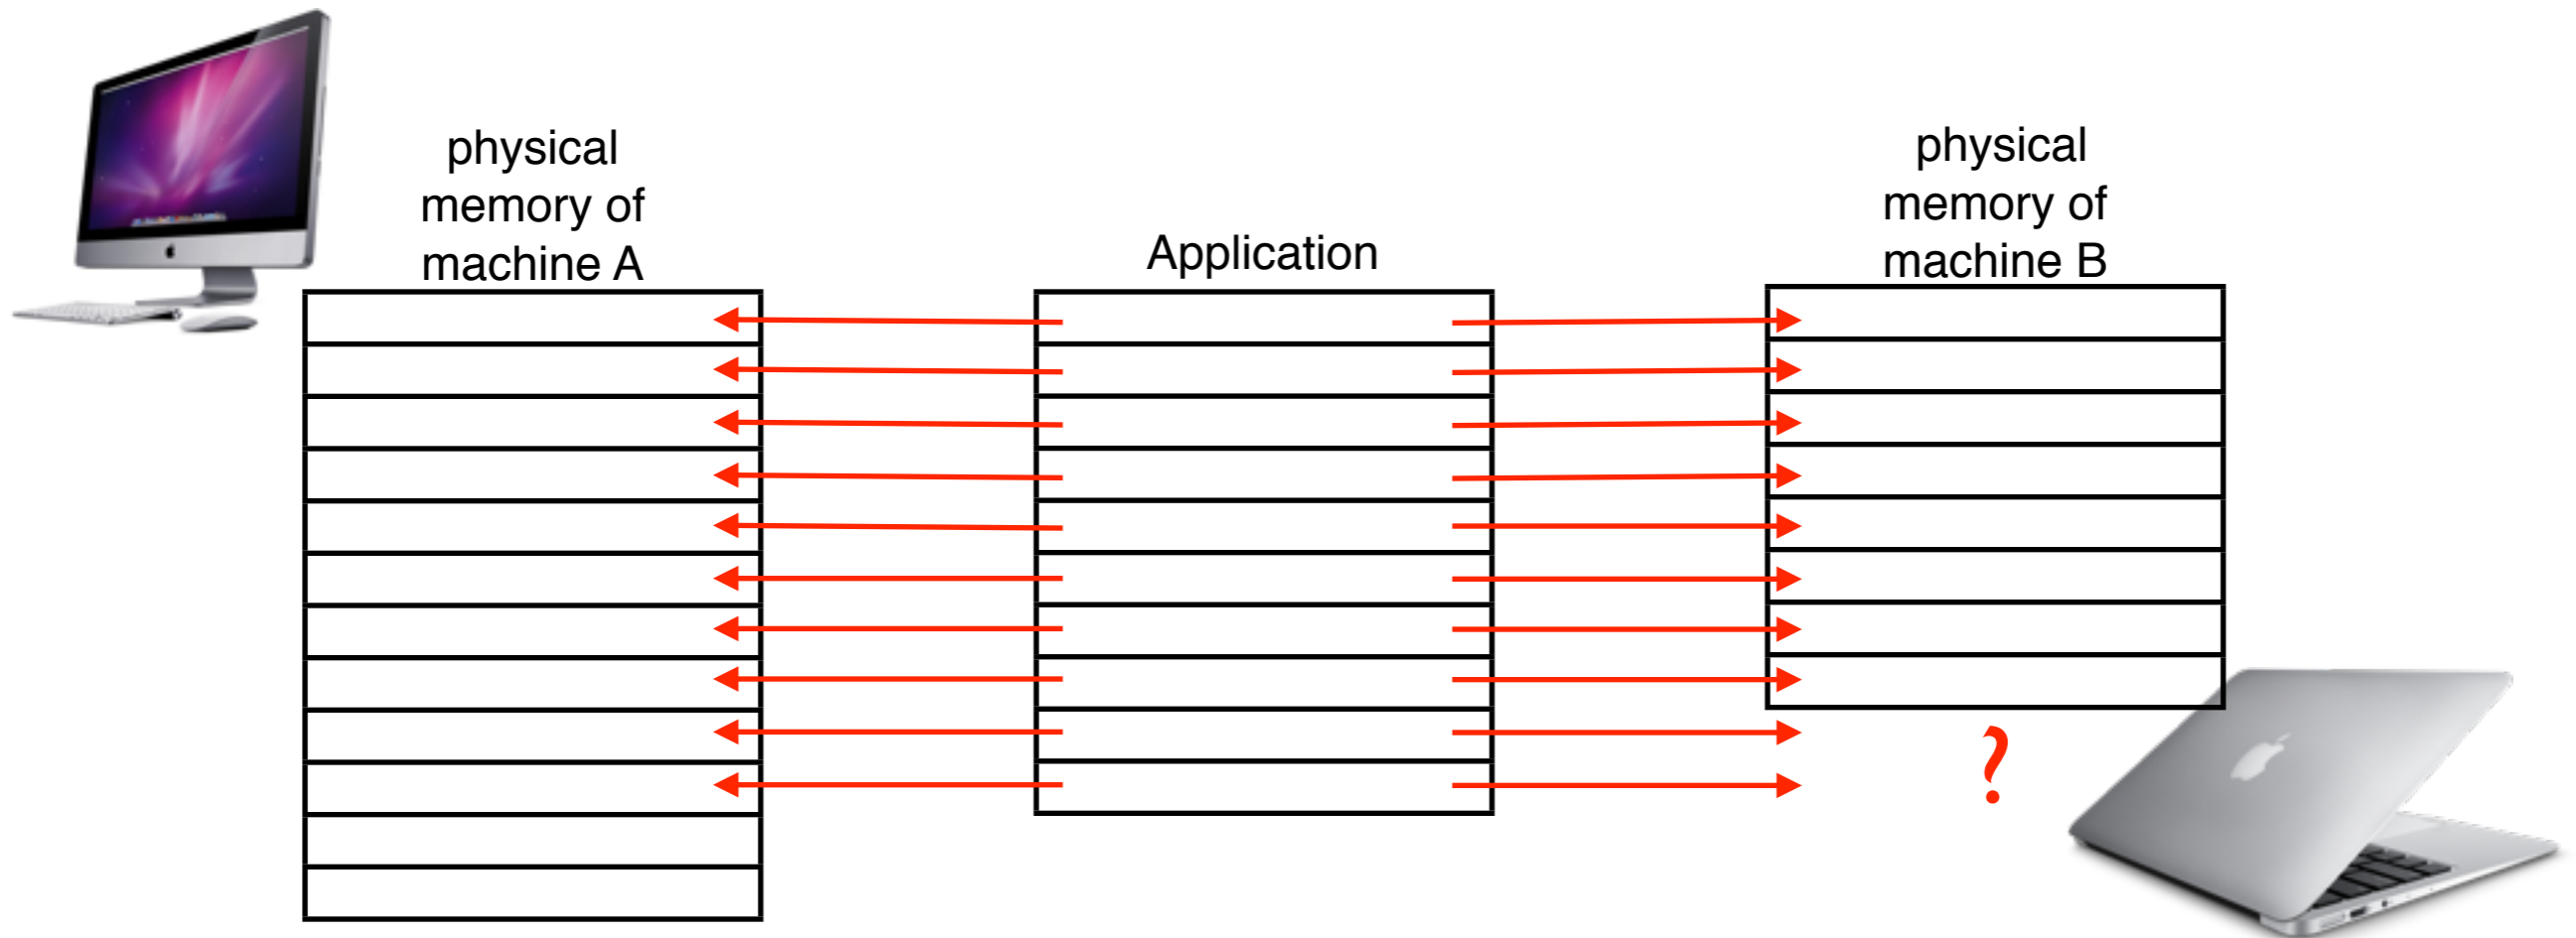 physical
memory of
machine A
Application
physical
memory of
machine B
?